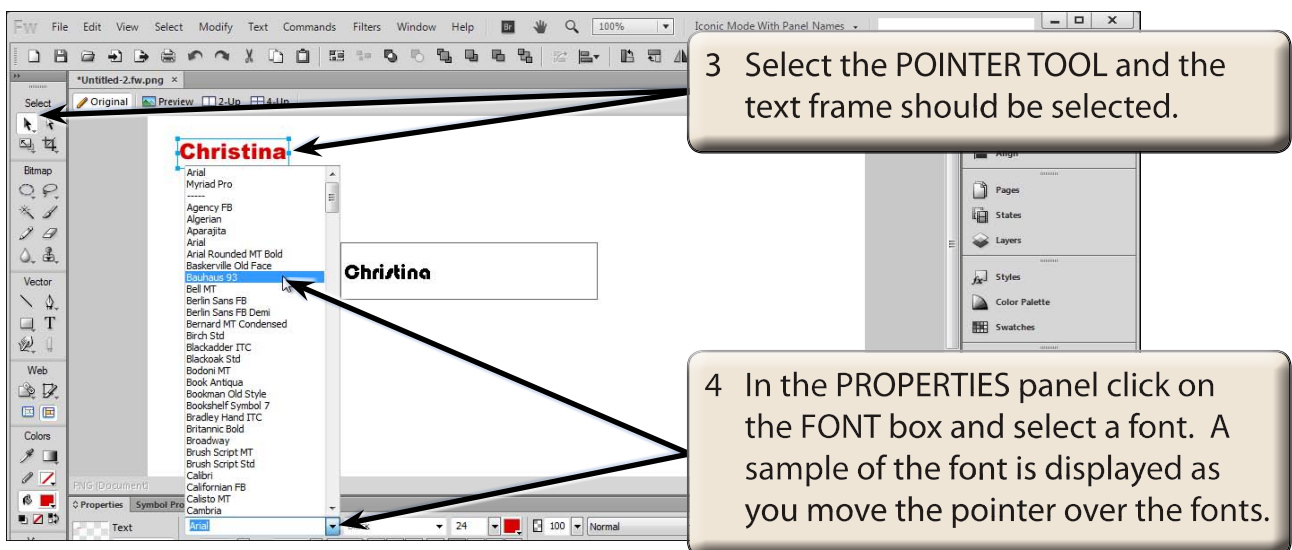 Fw File Edit View Select Modify Text Commands Filters Window Help Br 100% Iconic Mode With Panel Names
*Untitled-2.fw.png ×
Select Original Preview 2-Up 4-Up
3 Select the POINTER TOOL and the
text frame should be selected.
Christina
Bitmap
Vector
Web
Colors
Arial
Myriad Pro
-----
Agency FB
Algerian
Aparajita
Arial
Arial Rounded MT Bold
Baskerville Old Face
Bauhaus 93
Bell MT
Berlin Sans FB
Berlin Sans FB Demi
Bernard MT Condensed
Birch Std
Blackadder ITC
Blackoak Std
Bodoni MT
Book Antiqua
Bookman Old Style
Bookshelf Symbol 7
Bradley Hand ITC
Britannic Bold
Broadway
Brush Script MT
Brush Script Std
Calibri
Californian FB
Calisto MT
Cambria
Christina
Align
Pages
States
Layers
Styles
Color Palette
Swatches
4 In the PROPERTIES panel click on
the FONT box and select a font. A
sample of the font is displayed as
you move the pointer over the fonts.
PNG (Document)
Properties Symbol Pro
Text Arial 24 100 Normal